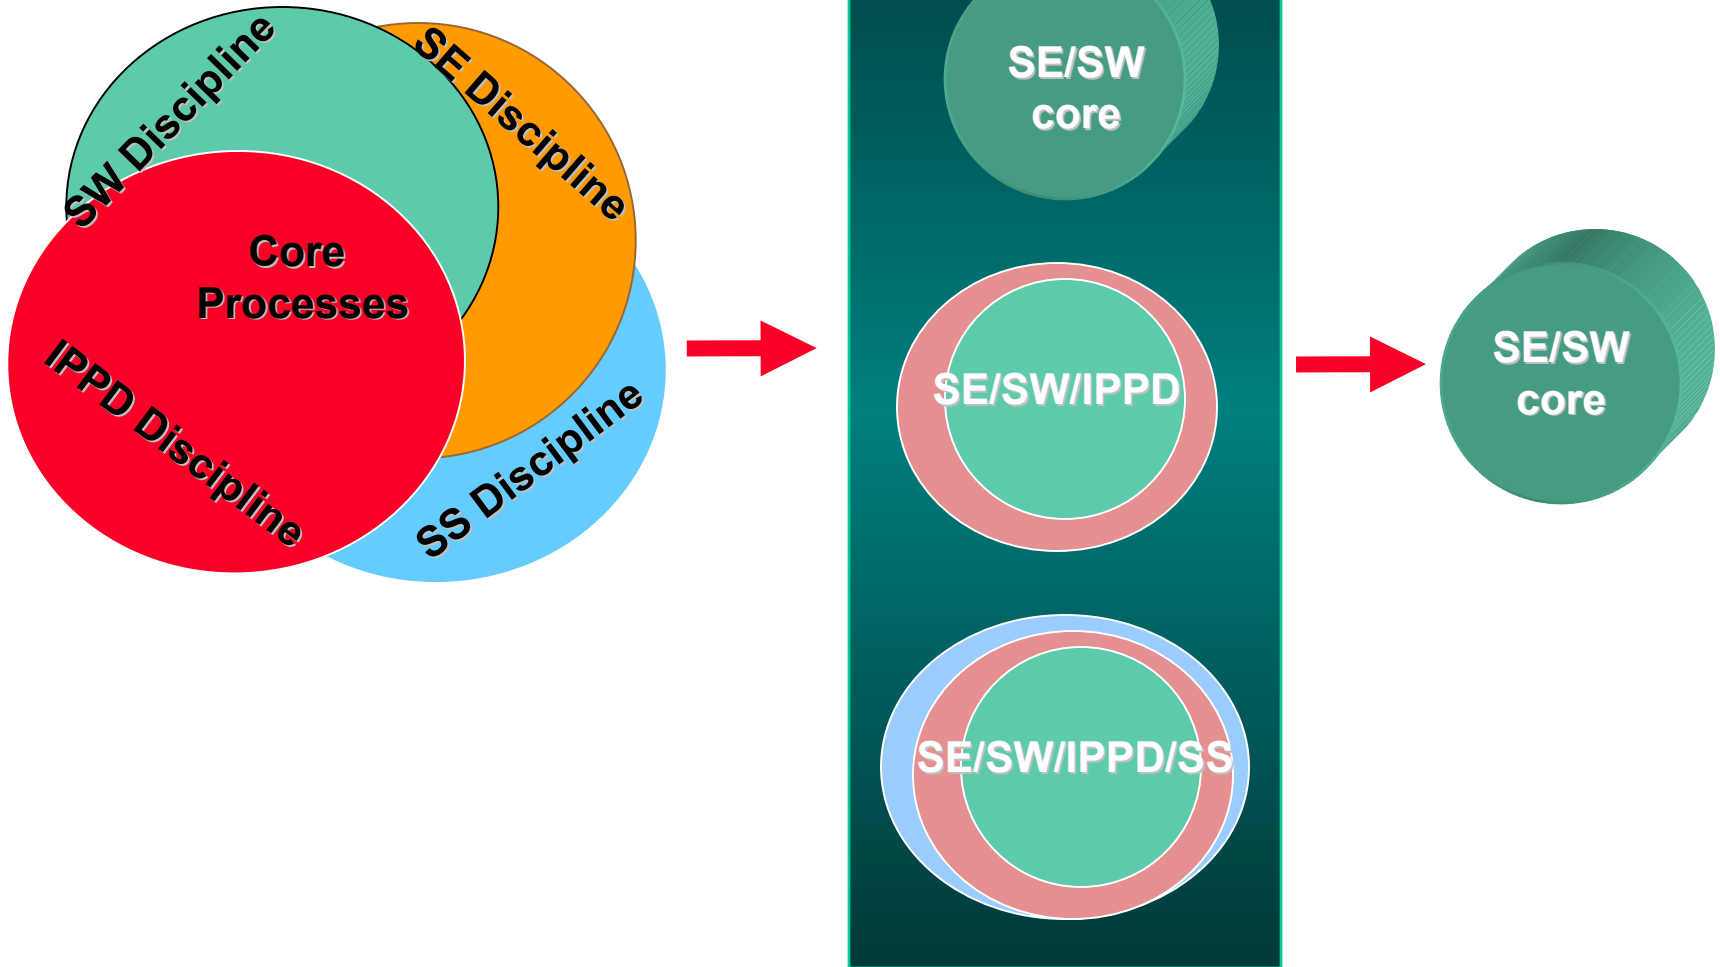 SW Discipline
SE Discipline
Core
Processes
IPPD Discipline
SS Discipline
SE/SW
core
SE/SW/IPPD
SE/SW/IPPD/SS
SE/SW
core